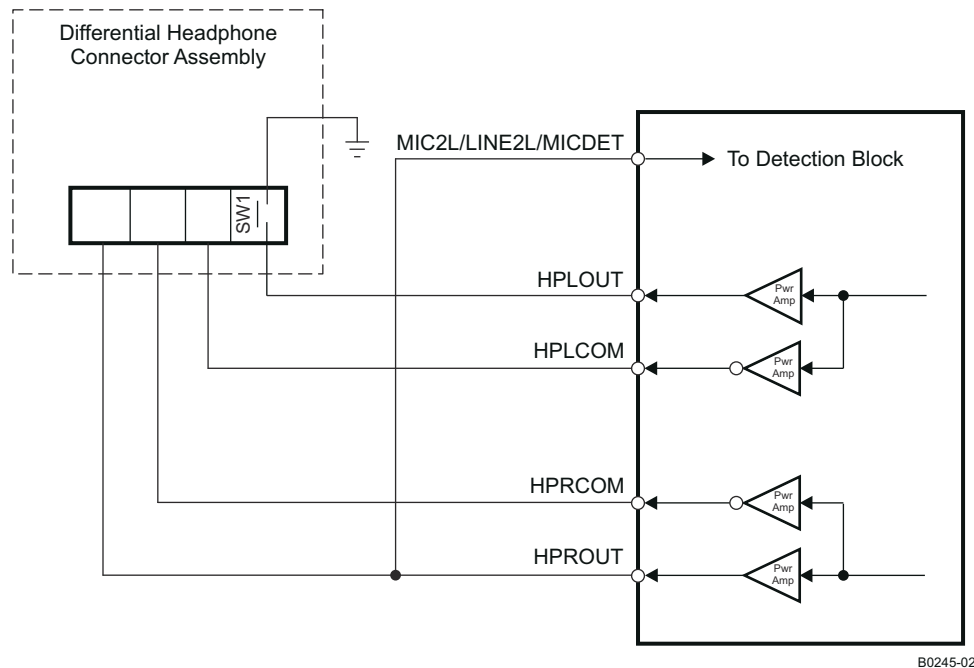 Differential Headphone
Connector Assembly
MIC2L/LINE2L/MICDET
To Detection Block
SW1
HPLOUT
Pwr
Amp
HPLCOM
Pwr
Amp
HPRCOM
Pwr
Amp
HPROUT
Pwr
Amp
B0245-02